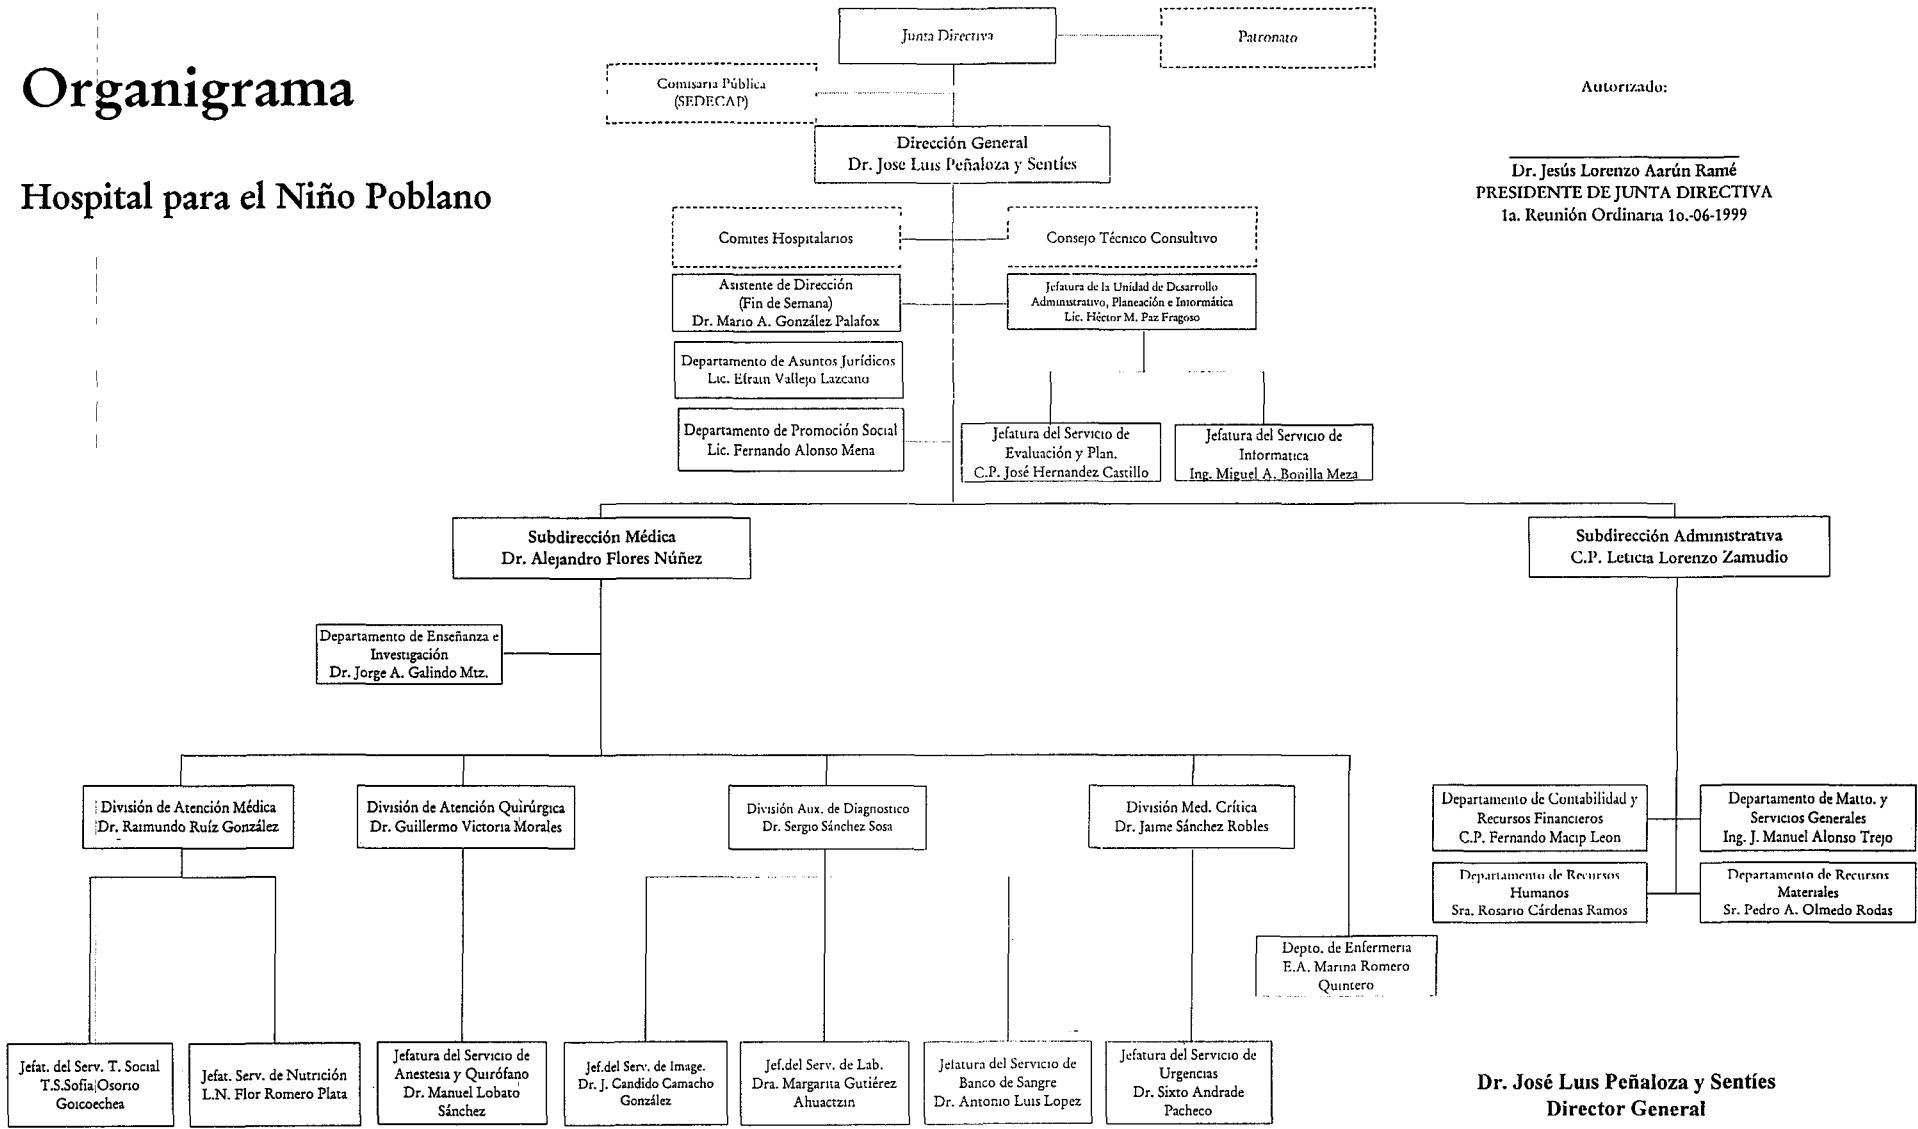 Organigrama
Hospital para el Niño Poblano
Junta Directiva
Patronato
Comisaria Pública
(SEDECAP)
Autorizado:
Dr. Jesús Lorenzo Aarún Ramé
PRESIDENTE DE JUNTA DIRECTIVA
1a. Reunión Ordinaria 1o.-06-1999
Dirección General
Dr. Jose Luis Peñaloza y Sentíes
Comites Hospitalarios
Consejo Técnico Consultivo
Asistente de Dirección
(Fin de Semana)
Dr. Mario A. González Palafox
Jefatura de la Unidad de Desarrollo
Administrativo, Planeación e Informática
Lic. Héctor M. Paz Fragoso
Departamento de Asuntos Jurídicos
Lic. Efrain Vallejo Lazcano
Departamento de Promoción Social
Lic. Fernando Alonso Mena
Jefatura del Servicio de
Evaluación y Plan.
C.P. José Hernandez Castillo
Jefatura del Servicio de
Informatica
Ing. Miguel A. Bonilla Meza
Subdirección Médica
Dr. Alejandro Flores Núñez
Subdirección Administrativa
C.P. Leticia Lorenzo Zamudio
Departamento de Enseñanza e
Investigación
Dr. Jorge A. Galindo Mtz.
División de Atención Médica
Dr. Raimundo Ruíz González
División de Atención Quirúrgica
Dr. Guillermo Victoria Morales
División Aux. de Diagnostico
Dr. Sergio Sánchez Sosa
División Med. Crítica
Dr. Jaime Sánchez Robles
Departamento de Contabilidad y
Recursos Financieros
C.P. Fernando Macip Leon
Departamento de Matto. y
Servicios Generales
Ing. J. Manuel Alonso Trejo
Departamento de Recursos
Humanos
Sra. Rosario Cárdenas Ramos
Departamento de Recursos
Materiales
Sr. Pedro A. Olmedo Rodas
Depto. de Enfermeria
E.A. Marina Romero
Quintero
Jefat. del Serv. T. Social
T.S.Sofia Osorio
Goicoechea
Jefat. Serv. de Nutrición
L.N. Flor Romero Plata
Jefatura del Servicio de
Anestesia y Quirófano
Dr. Manuel Lobato
Sánchez
Jef.del Serv. de Image.
Dr. J. Candido Camacho
González
Jef.del Serv. de Lab.
Dra. Margarita Gutiérez
Ahuactzin
Jefatura del Servicio de
Banco de Sangre
Dr. Antonio Luis Lopez
Jefatura del Servicio de
Urgencias
Dr. Sixto Andrade
Pacheco
Dr. José Luis Peñaloza y Sentíes
Director General